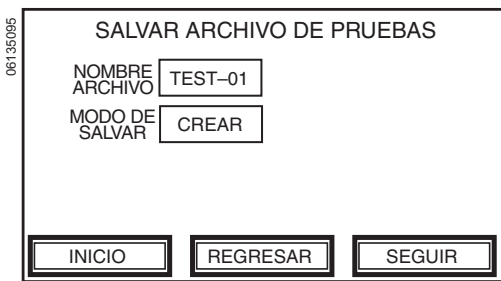 06135095
SALVAR ARCHIVO DE PRUEBAS
NOMBRE
ARCHIVO
TEST–01
MODO DE
SALVAR
CREAR
INICIO
REGRESAR
SEGUIR